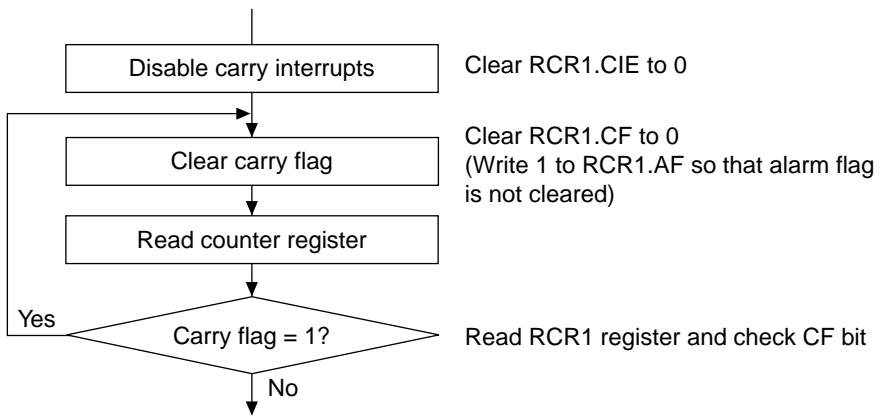 Disable carry interrupts
Clear RCR1.CIE to 0
Clear carry flag
Clear RCR1.CF to 0
(Write 1 to RCR1.AF so that alarm flag
is not cleared)
Read counter register
Yes
Carry flag = 1?
Read RCR1 register and check CF bit
No